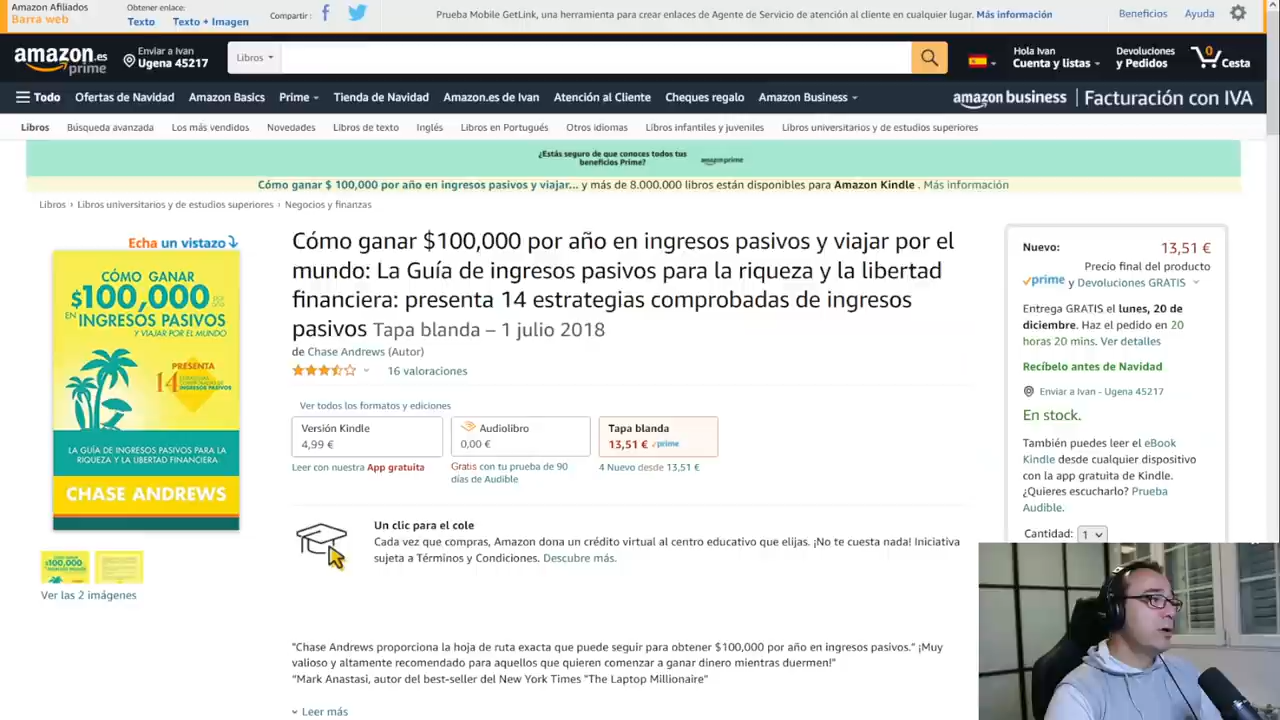 Amazon Afiliados
Barra web
Obtener enlace:
Texto Texto + Imagen
Compartir :
Prueba Mobile GetLink, una herramienta para crear enlaces de Agente de Servicio de atención al cliente en cualquier lugar. Más información
Beneficios Ayuda
amazon.es
prime
Enviar a Ivan
Ugena 45217
Libros
Hola Ivan
Cuenta y listas
Devoluciones
y Pedidos
0
Cesta
Todo Ofertas de Navidad Amazon Basics Prime Tienda de Navidad Amazon.es de Ivan Atención al Cliente Cheques regalo Amazon Business
amazon business | Facturación con IVA
Libros Búsqueda avanzada Los más vendidos Novedades Libros de texto Inglés Libros en Portugués Otros idiomas Libros infantiles y juveniles Libros universitarios y de estudios superiores
¿Estás seguro de que conoces todos tus
beneficios Prime?
amazonprime
Cómo ganar $ 100,000 por año en ingresos pasivos y viajar... y más de 8.000.000 libros están disponibles para Amazon Kindle . Más información
Libros › Libros universitarios y de estudios superiores › Negocios y finanzas
Echa un vistazo
CÓMO GANAR
$100,000 POR AÑO
EN INGRESOS PASIVOS
Y VIAJAR POR EL MUNDO
PRESENTA
14 ESTRATEGIAS
COMPROBADAS DE
INGRESOS PASIVOS
LA GUÍA DE INGRESOS PASIVOS PARA LA
RIQUEZA Y LA LIBERTAD FINANCIERA
CHASE ANDREWS
$100,000
Ver las 2 imágenes
Cómo ganar $100,000 por año en ingresos pasivos y viajar por el
mundo: La Guía de ingresos pasivos para la riqueza y la libertad
financiera: presenta 14 estrategias comprobadas de ingresos
pasivos Tapa blanda – 1 julio 2018
de Chase Andrews (Autor)
16 valoraciones
Ver todos los formatos y ediciones
Versión Kindle
4,99 €
Leer con nuestra App gratuita
Audiolibro
0,00 €
Gratis con tu prueba de 90
días de Audible
Tapa blanda
13,51 € prime
4 Nuevo desde 13,51 €
Un clic para el cole
Cada vez que compras, Amazon dona un crédito virtual al centro educativo que elijas. ¡No te cuesta nada! Iniciativa
sujeta a Términos y Condiciones. Descubre más.
"Chase Andrews proporciona la hoja de ruta exacta que puede seguir para obtener $100,000 por año en ingresos pasivos." ¡Muy
valioso y altamente recomendado para aquellos que quieren comenzar a ganar dinero mientras duermen!"
"Mark Anastasi, autor del best-seller del New York Times "The Laptop Millionaire"
Leer más
Nuevo: 13,51 €
Precio final del producto
prime y Devoluciones GRATIS
Entrega GRATIS el lunes, 20 de
diciembre. Haz el pedido en 20
horas 20 mins. Ver detalles
Recíbelo antes de Navidad
Enviar a Ivan - Ugena 45217
En stock.
También puedes leer el eBook
Kindle desde cualquier dispositivo
con la app gratuita de Kindle.
¿Quieres escucharlo? Prueba
Audible.
Cantidad: 1